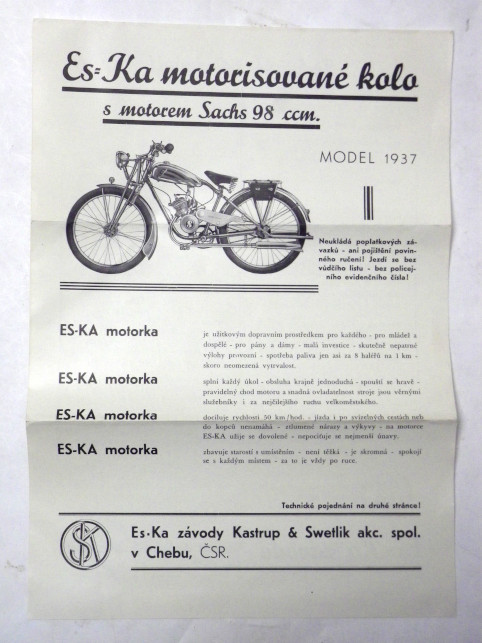 Es-Ka motorisované kolo
s motorem Sachs 98 ccm.
MODEL 1937
Neukládá poplatkových zá-
vazků - ani pojištění povin-
ného ručení! Jezdí se bez
vůdčího listu - bez policej-
ního evidenčního čísla!
ES-KA motorka
je užitkovým dopravním prostředkem pro každého - pro mládež a
dospělé - pro pány a dámy - malá investice - skutečně nepatrné
výlohy provozní - spotřeba paliva jen asi za 8 haléřů na 1 km -
skoro neomezená vytrvalost.
ES-KA motorka
splní každý úkol - obsluha krajně jednoduchá - spouští se hravě -
pravidelný chod motoru a snadná ovladatelnost stroje jsou věrnými
služebníky i za nejčilejšího ruchu velkoměstského.
ES-KA motorka
dociluje rychlosti 50 km/hod. - jízda i po svizelných cestách neb
do kopců nenamáhá - ztlumené nárazy a výkyvy - na motorce
ES-KA užije se dovolené - nepociťuje se nejmenší únavy.
ES-KA motorka
zbavuje starostí s umístěním - není těžká - je skromná - spokojí
se s každým místem - za to je vždy po ruce.
Technické pojednání na druhé stránce!
SK
Es-Ka závody Kastrup & Swetlik akc. spol.
v Chebu, ČSR.